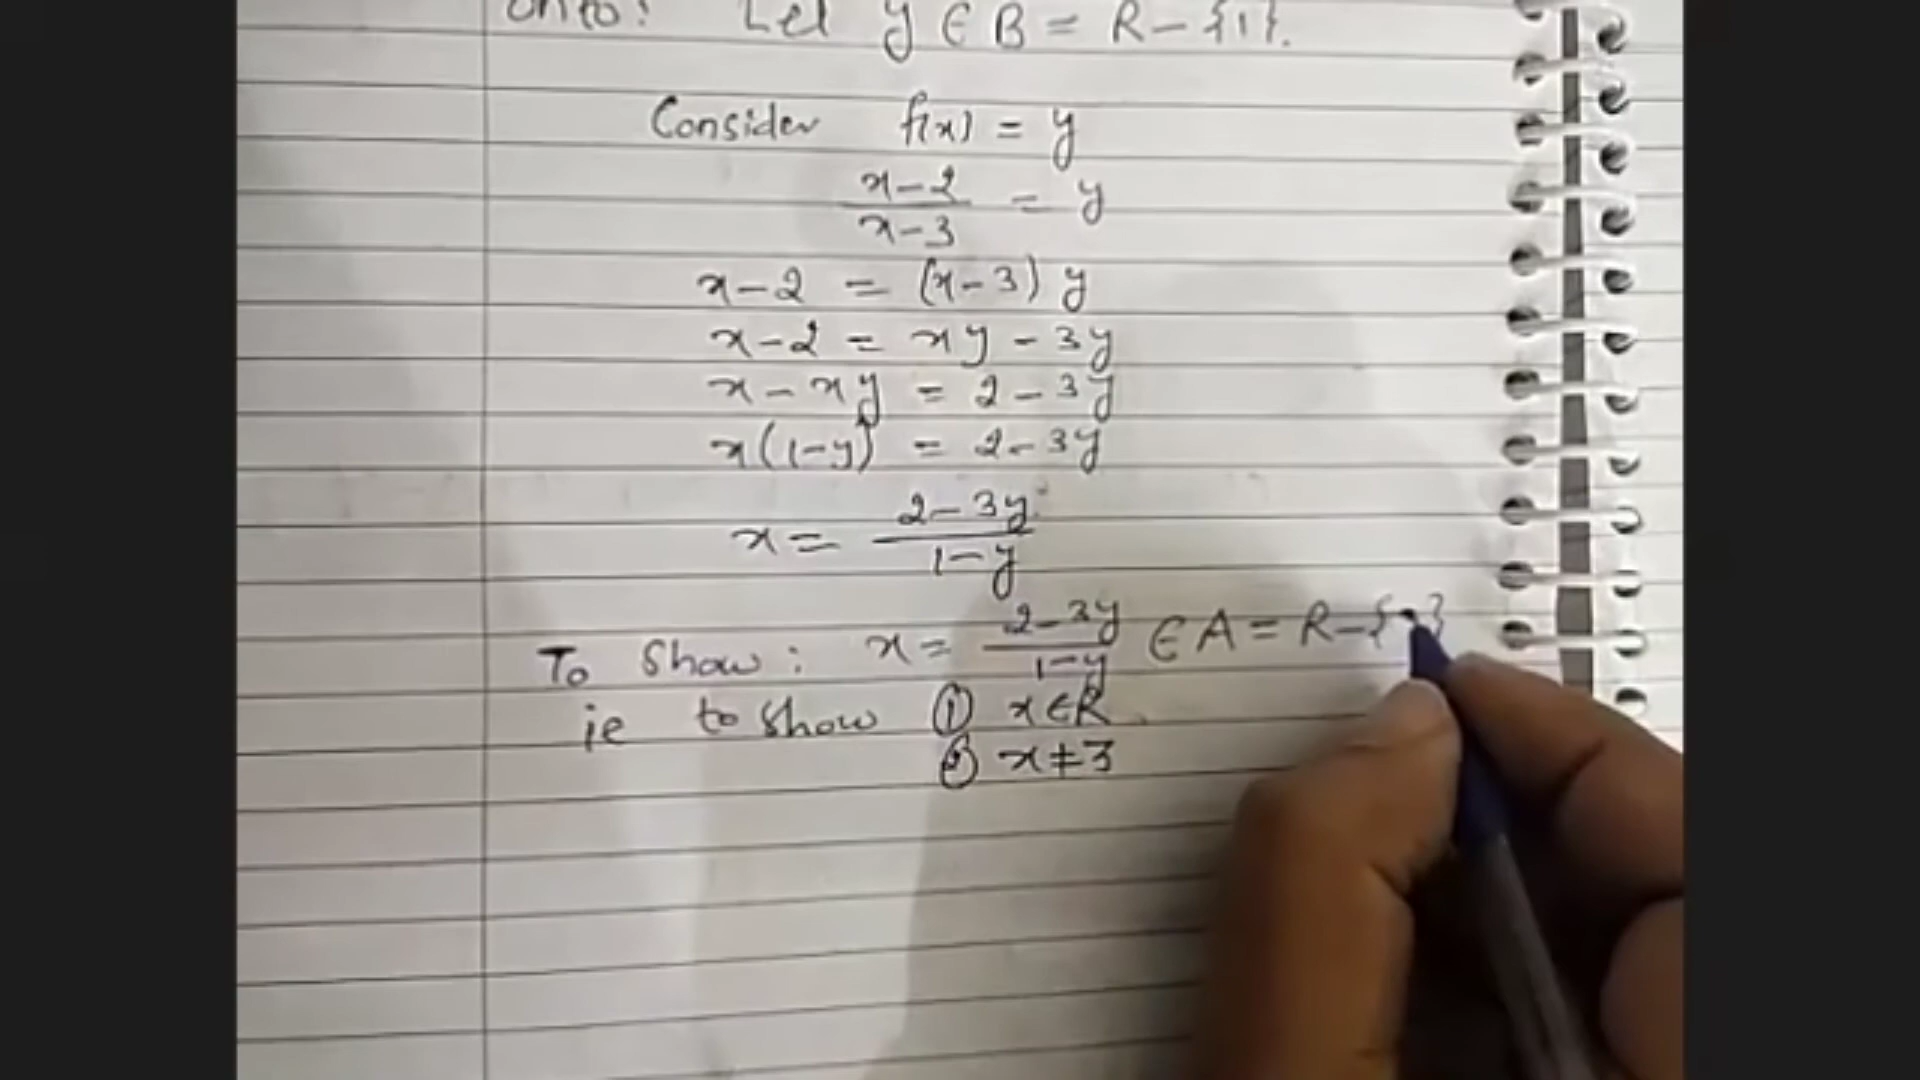 Onto: Let y ∈ B = R – {1}.
Consider f(x) = y
x – 2 / x – 3 = y
x – 2 = (x – 3) y
x – 2 = xy – 3y
x – xy = 2 – 3y
x(1 – y) = 2 – 3y
x = 2 – 3y / 1 – y
To Show: x = 2 – 3y / 1 – y ∈ A = R – {3}
ie to show ① x ∈ R.
② x ≠ 3